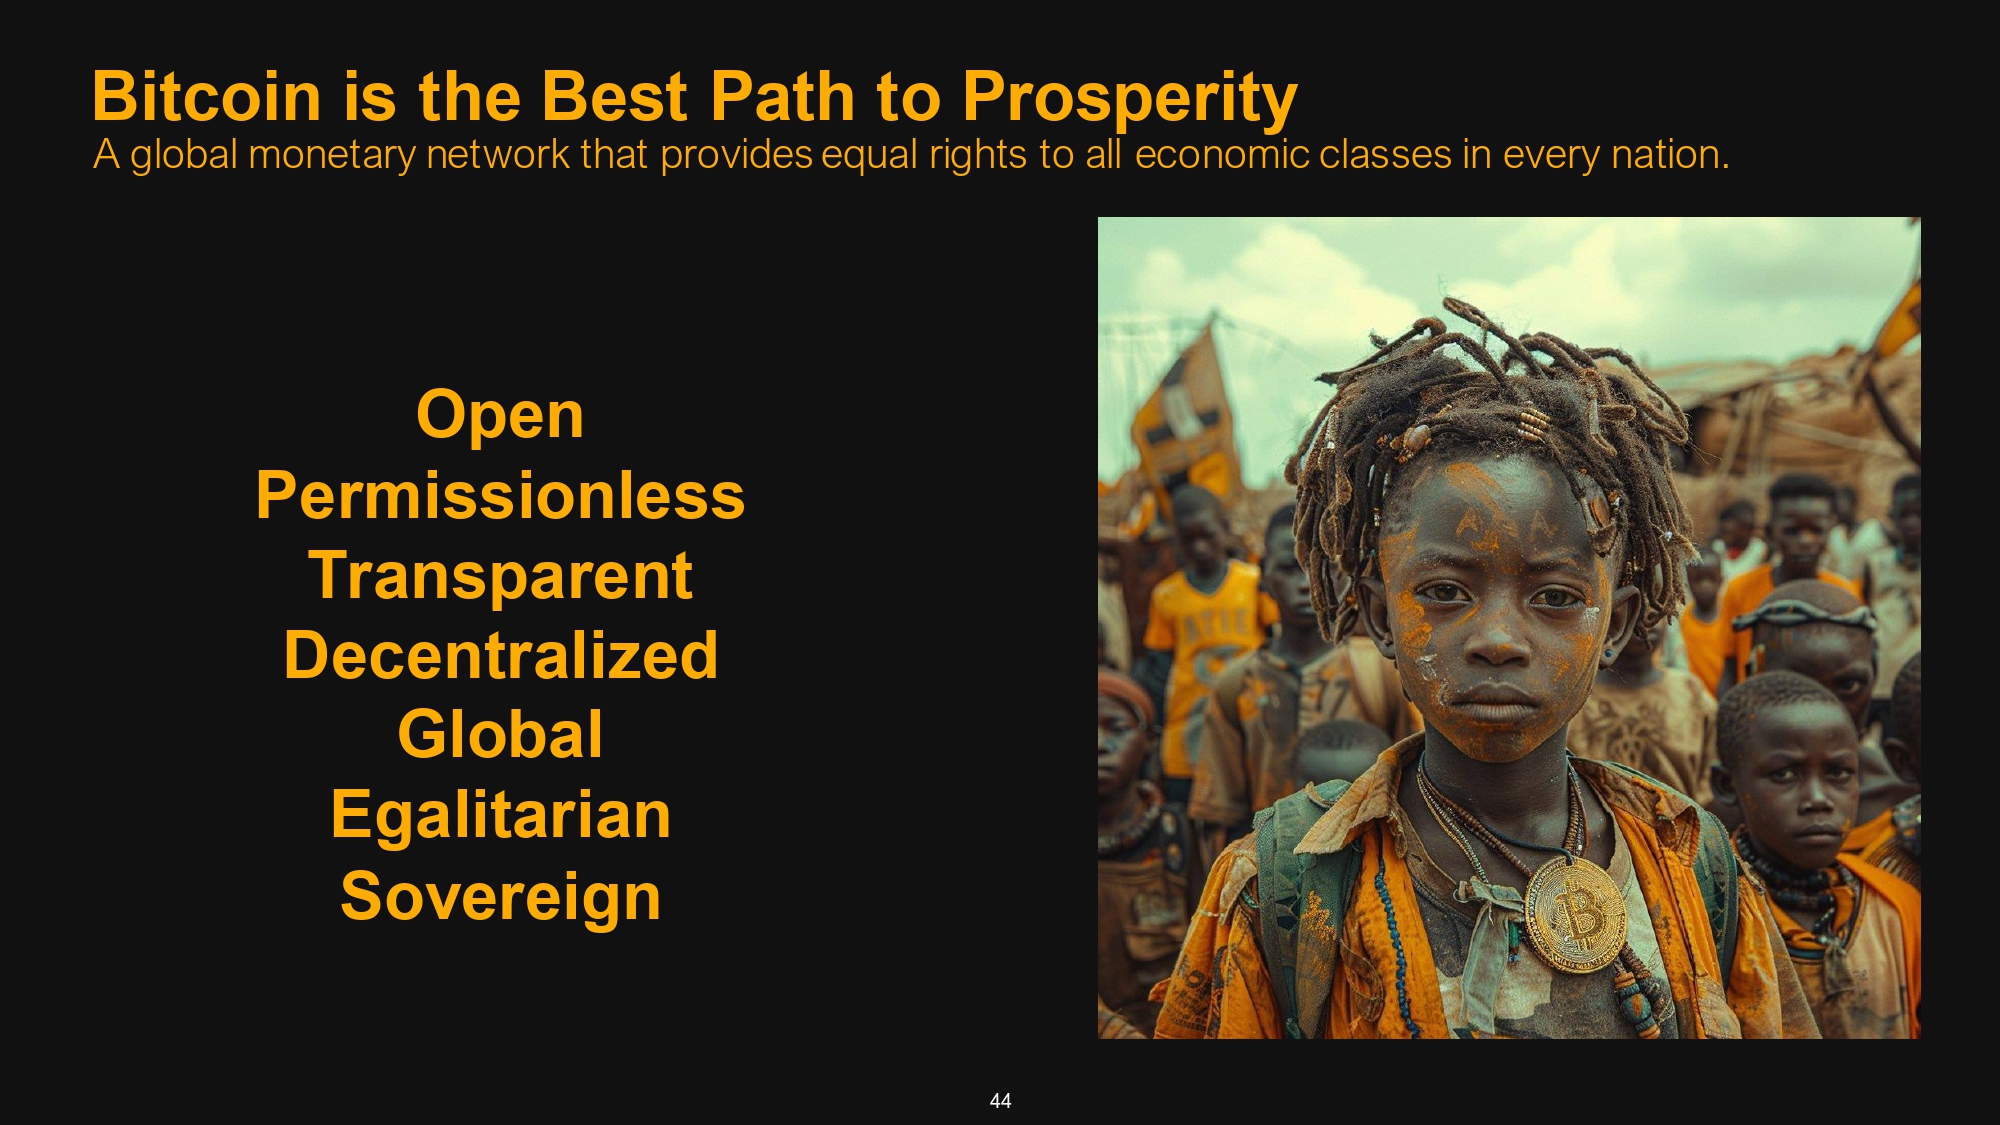 Bitcoin is the Best Path to Prosperity
A global monetary network that provides equal rights to all economic classes in every nation.
Open
Permissionless
Transparent
Decentralized
Global
Egalitarian
Sovereign
44